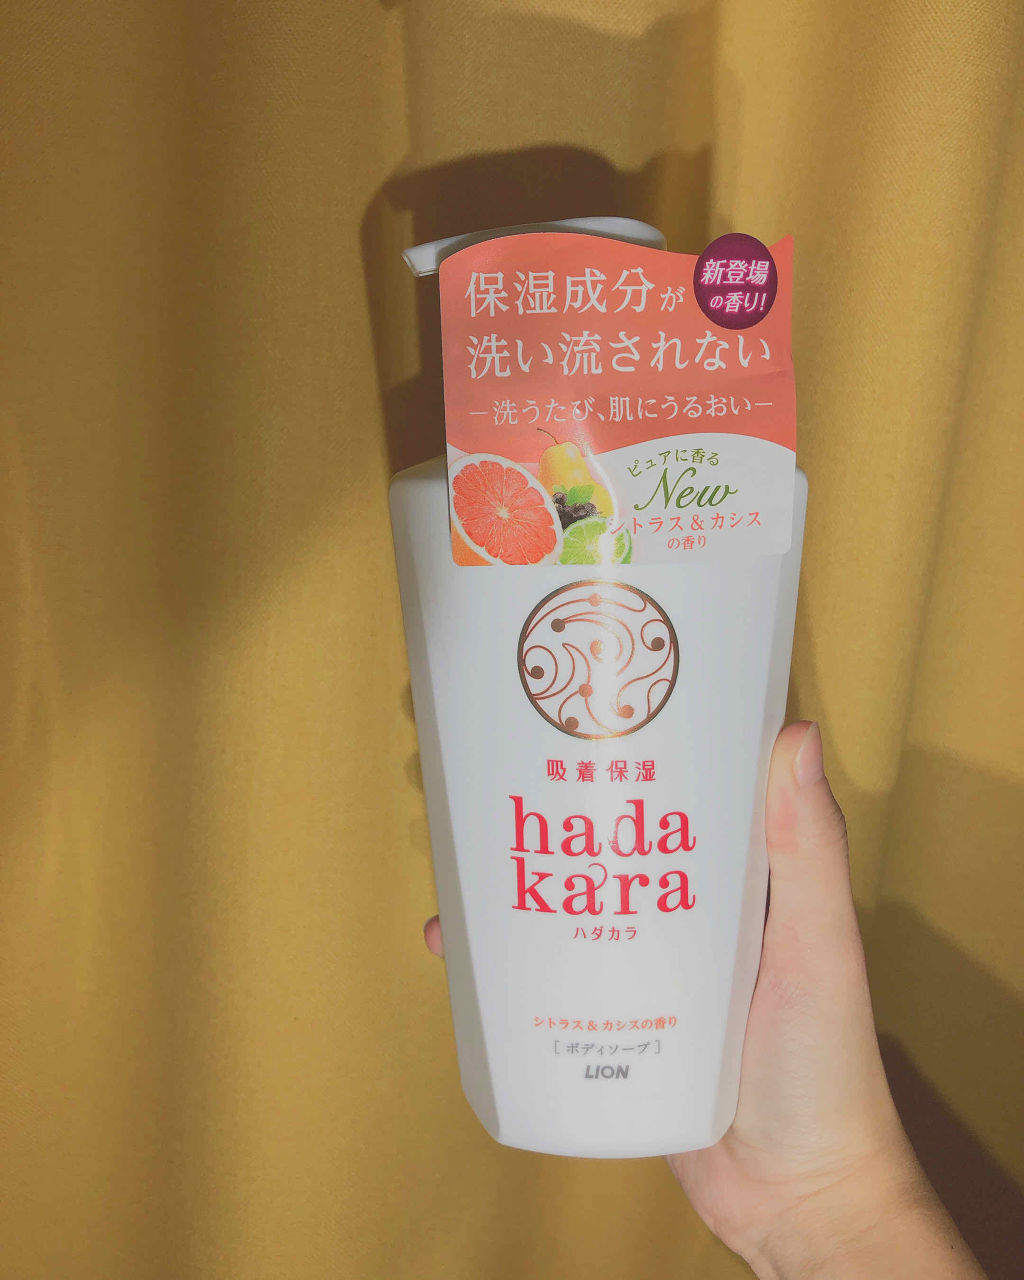 新登場
の香り!
保湿成分が
洗い流されない
－洗うたび、肌にうるおい－
ピュアに香る
New
シトラス&カシス
の香り
吸着保湿
hada
kara
ハダカラ
シトラス&カシスの香り
[ボディソープ]
LION